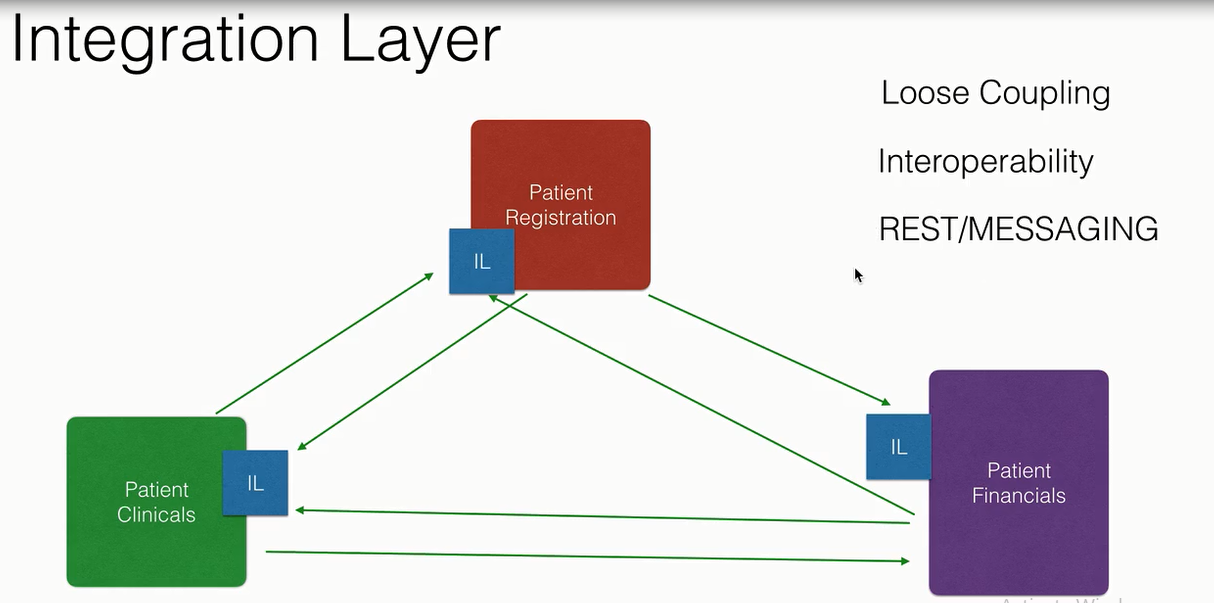 Integration Layer
Loose Coupling
Interoperability
REST/MESSAGING
Patient
Registration
IL
IL
Patient
Financials
IL
Patient
Clinicals